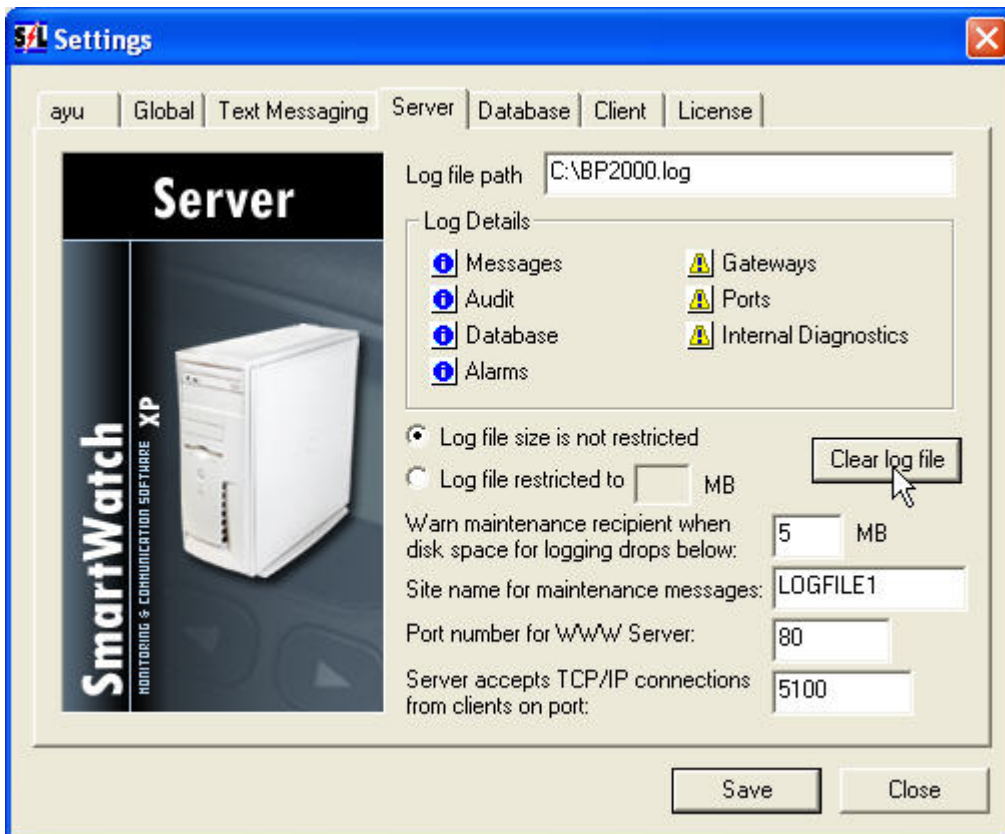 SfL Settings
ayu Global Text Messaging Server Database Client License
Server
SmartWatch XP
MONITORING & COMMUNICATION SOFTWARE
Log file path C:\BP2000.log
Log Details
Messages Gateways
Audit Ports
Database Internal Diagnostics
Alarms
Log file size is not restricted
Log file restricted to MB
Clear log file
Warn maintenance recipient when
disk space for logging drops below: 5 MB
Site name for maintenance messages: LOGFILE1
Port number for WWW Server: 80
Server accepts TCP/IP connections
from clients on port: 5100
Save Close